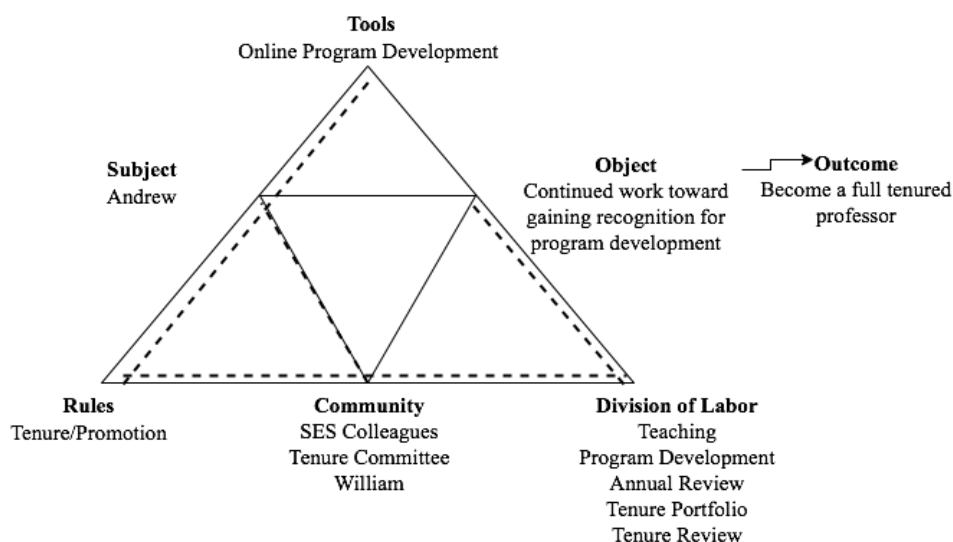 Tools
Online Program Development
Subject
Andrew
Object
Continued work toward
gaining recognition for
program development
Outcome
Become a full tenured
professor
Rules
Tenure/Promotion
Community
SES Colleagues
Tenure Committee
William
Division of Labor
Teaching
Program Development
Annual Review
Tenure Portfolio
Tenure Review